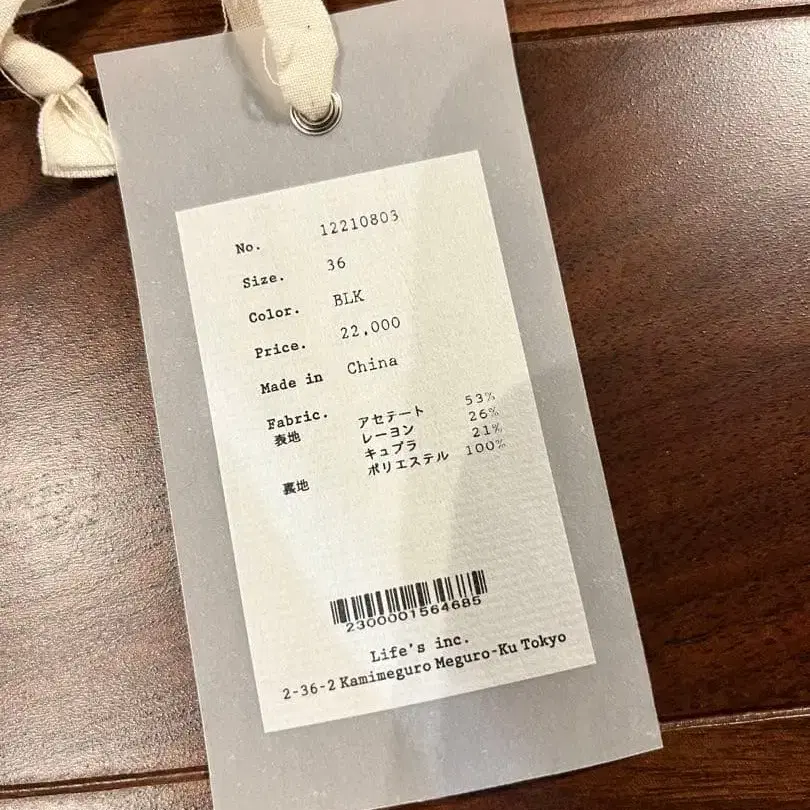 No. 12210803
Size. 36
Color. BLK
Price. 22,000
Made in China
Fabric.
表地 アセテート 53%
レーヨン 26%
キュプラ 21%
裏地 ポリエステル 100%
2300001564685
Life's inc.
2-36-2 Kamimeguro Meguro-Ku Tokyo